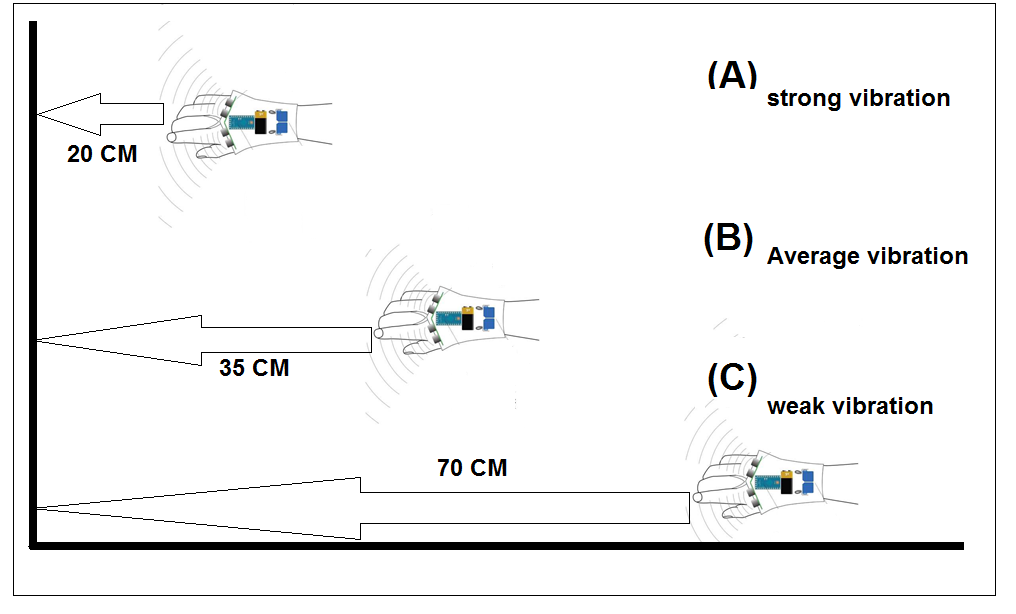 (A)
strong vibration
20 CM
(B)
Average vibration
35 CM
(C)
weak vibration
70 CM